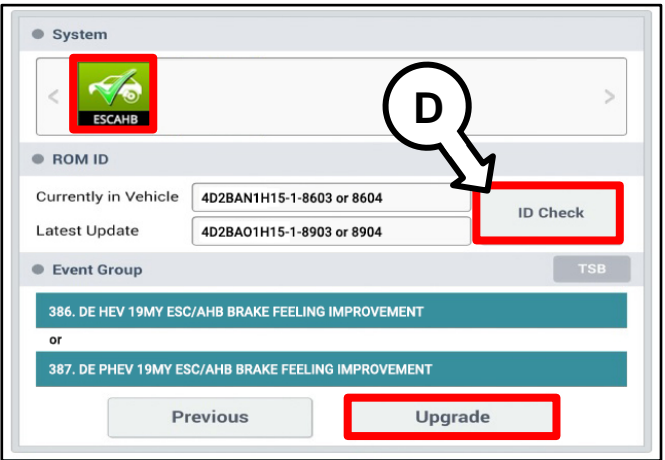 System
<
ESCAHB
>
D
ROM ID
Currently in Vehicle 4D2BAN1H15-1-8603 or 8604
ID Check
Latest Update 4D2BAO1H15-1-8903 or 8904
Event Group TSB
386. DE HEV 19MY ESC/AHB BRAKE FEELING IMPROVEMENT
or
387. DE PHEV 19MY ESC/AHB BRAKE FEELING IMPROVEMENT
Previous Upgrade